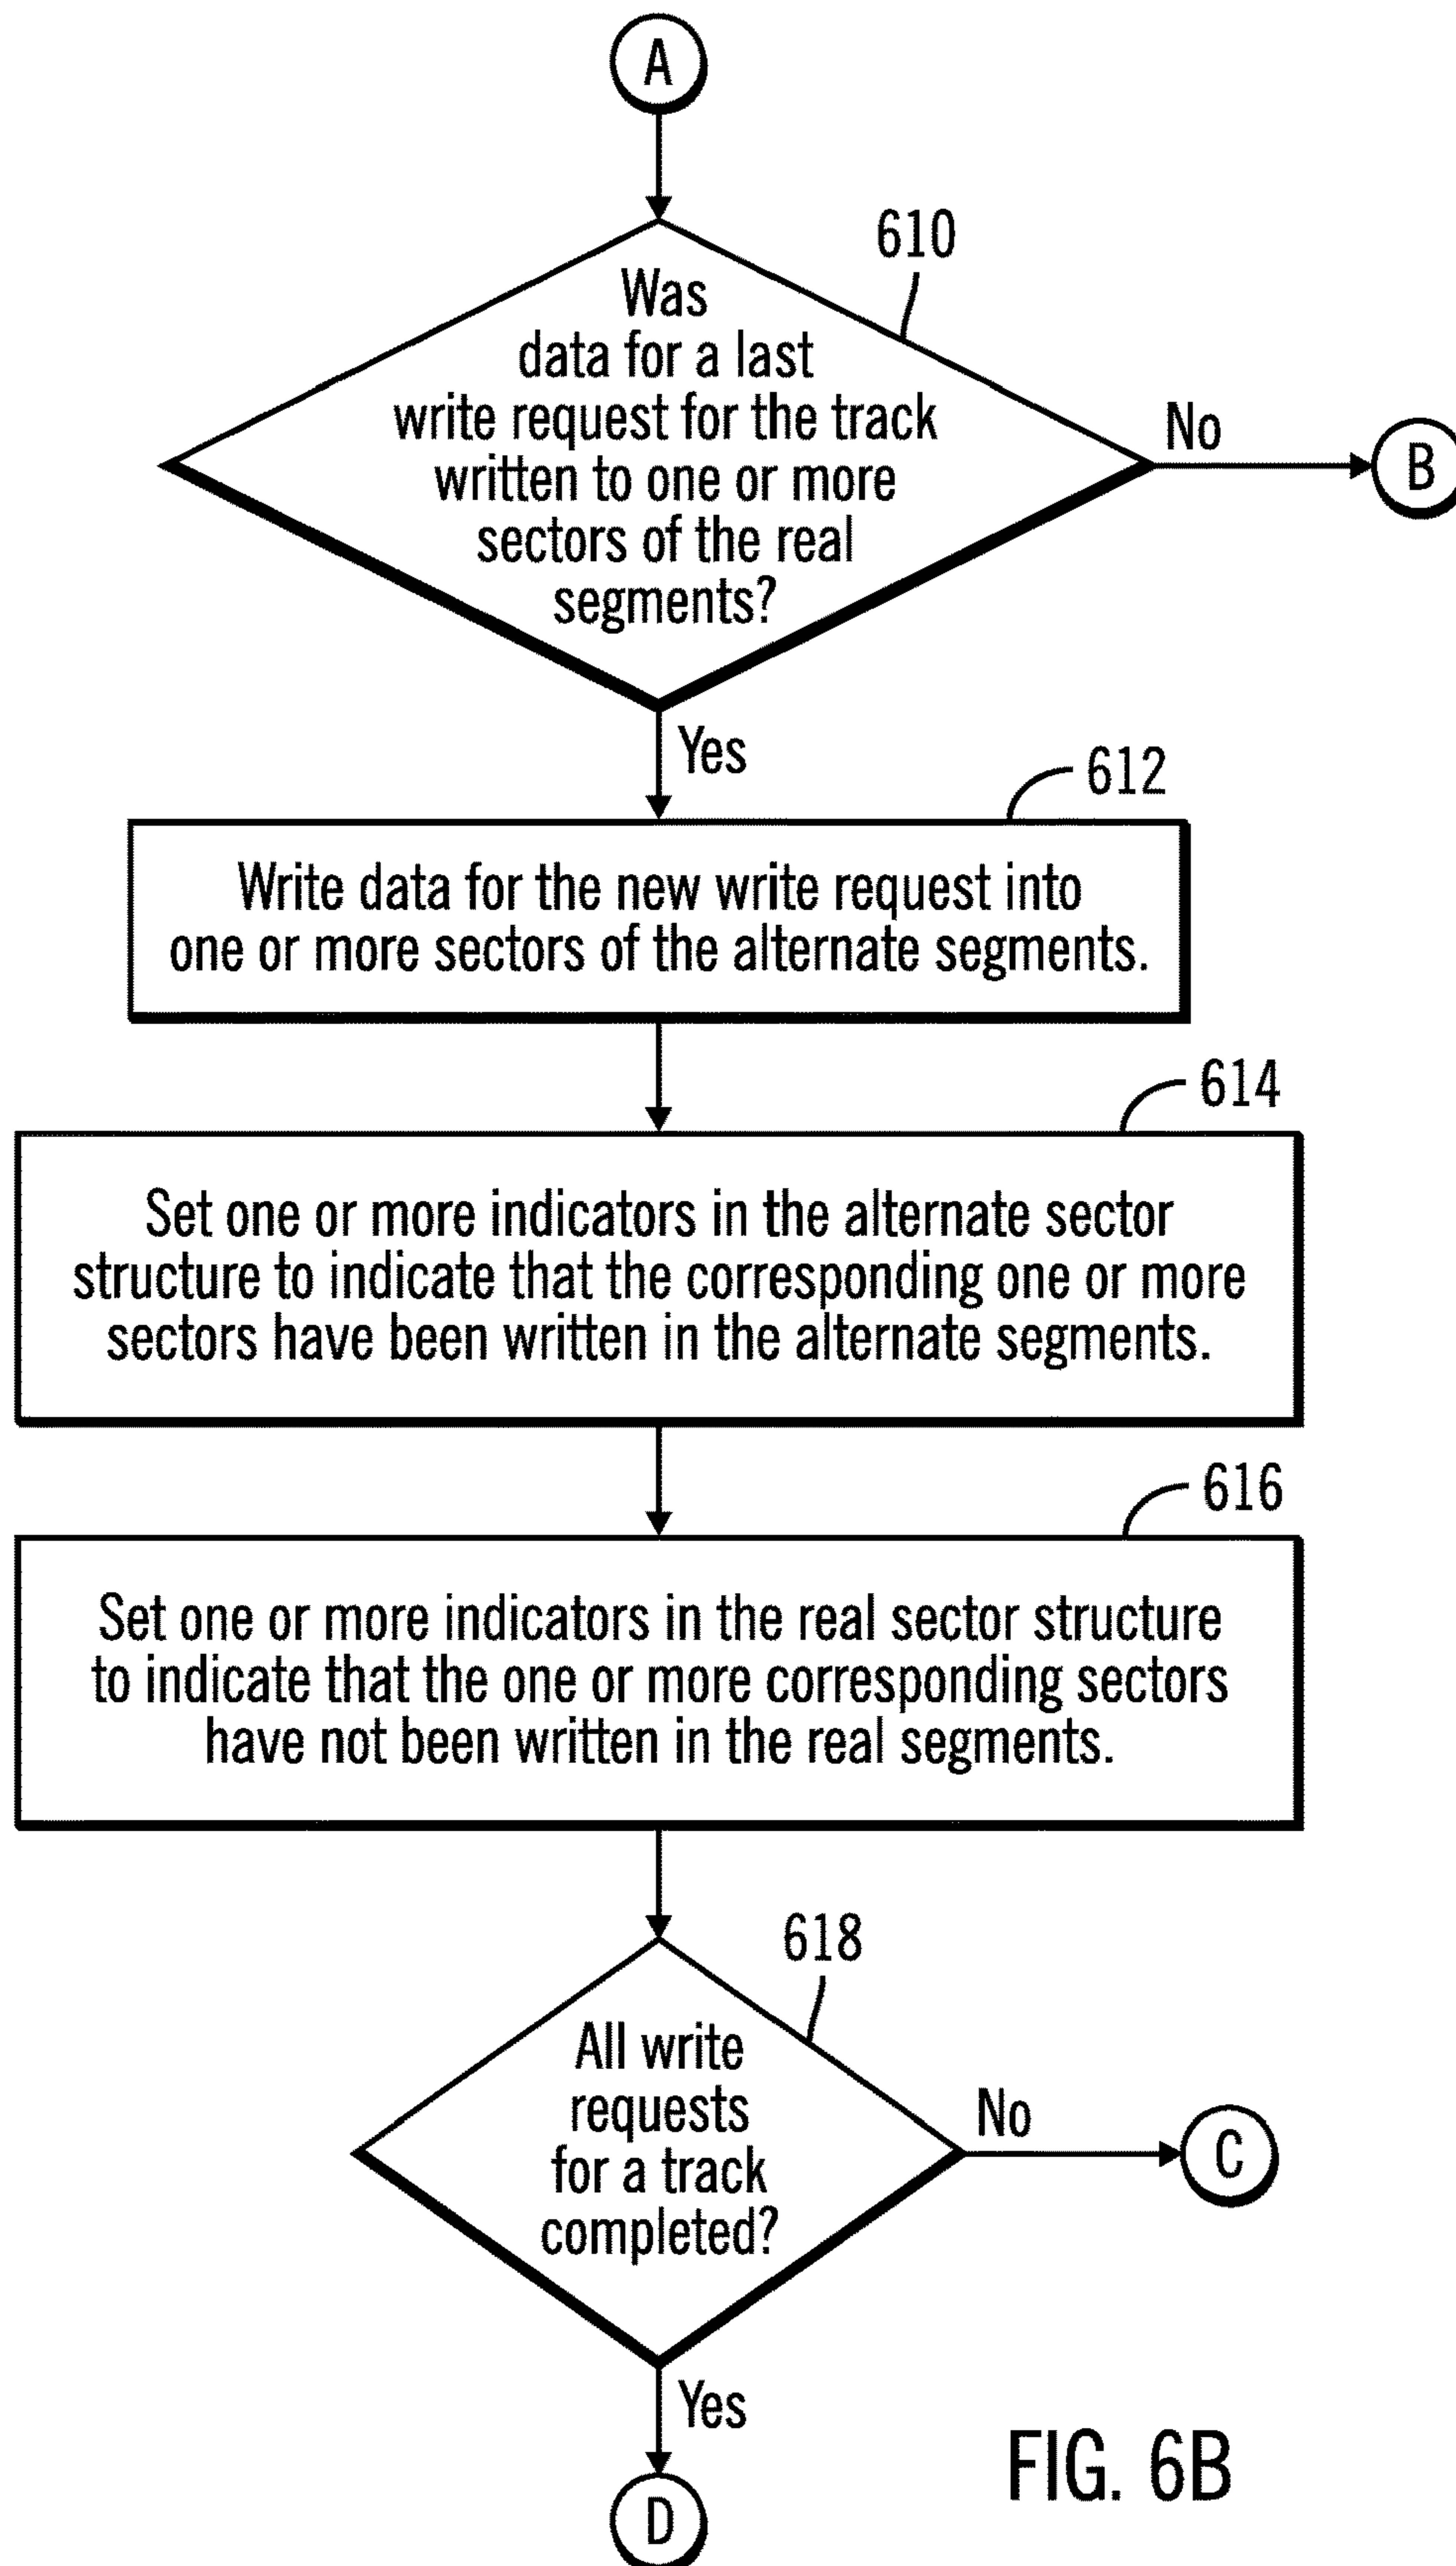 A
610
Was
data for a last
write request for the track
written to one or more
sectors of the real
segments?
No
B
Yes
612
Write data for the new write request into
one or more sectors of the alternate segments.
614
Set one or more indicators in the alternate sector
structure to indicate that the corresponding one or more
sectors have been written in the alternate segments.
616
Set one or more indicators in the real sector structure
to indicate that the one or more corresponding sectors
have not been written in the real segments.
618
All write
requests
for a track
completed?
No
C
Yes
D
FIG. 6B